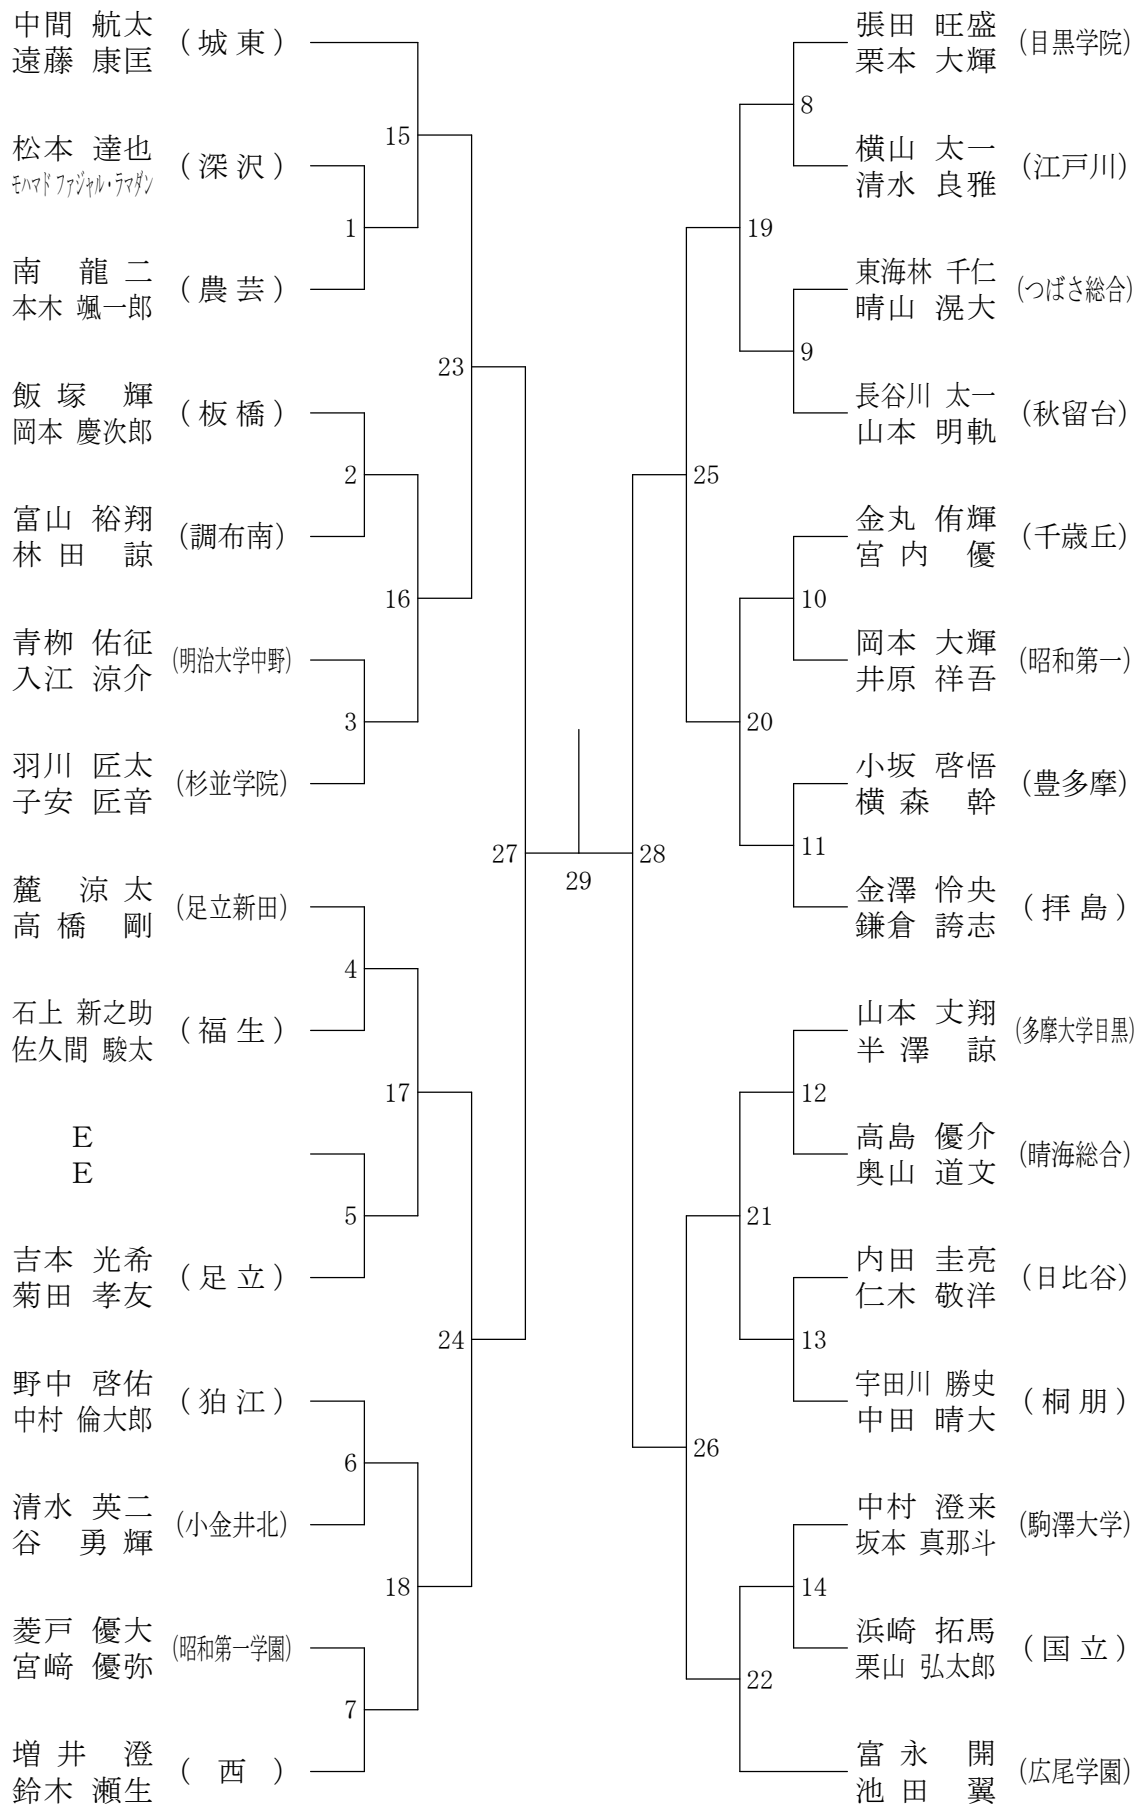 中間 航太
遠藤 康匡
(城東)
松本 達也
モハマド ファジャル・ラマダン
(深沢)
南 龍二
本木 颯一郎
(農芸)
飯塚 輝
岡本 慶次郎
(板橋)
富山 裕翔
林田 諒
(調布南)
青栁 佑征
入江 涼介
(明治大学中野)
羽川 匠太
子安 匠音
(杉並学院)
麓 涼太
高橋 剛
(足立新田)
石上 新之助
佐久間 駿太
(福生)
E
E
吉本 光希
菊田 孝友
(足立)
野中 啓佑
中村 倫太郎
(狛江)
清水 英二
谷 勇輝
(小金井北)
菱戸 優大
宮﨑 優弥
(昭和第一学園)
増井 澄
鈴木 瀬生
(西)
15
1
23
2
16
3
27
4
17
5
24
6
18
7
29
張田 旺盛
栗本 大輝
(目黒学院)
横山 太一
清水 良雅
(江戸川)
東海林 千仁
晴山 滉大
(つばさ総合)
長谷川 太一
山本 明軌
(秋留台)
金丸 侑輝
宮内 優
(千歳丘)
岡本 大輝
井原 祥吾
(昭和第一)
小坂 啓悟
横森 幹
(豊多摩)
金澤 怜央
鎌倉 誇志
(拝島)
山本 丈翔
半澤 諒
(多摩大学目黒)
高島 優介
奥山 道文
(晴海総合)
内田 圭亮
仁木 敬洋
(日比谷)
宇田川 勝史
中田 晴大
(桐朋)
中村 澄来
坂本 真那斗
(駒澤大学)
浜崎 拓馬
栗山 弘太郎
(国立)
富永 開
池田 翼
(広尾学園)
8
19
9
25
10
20
11
28
12
21
13
26
14
22